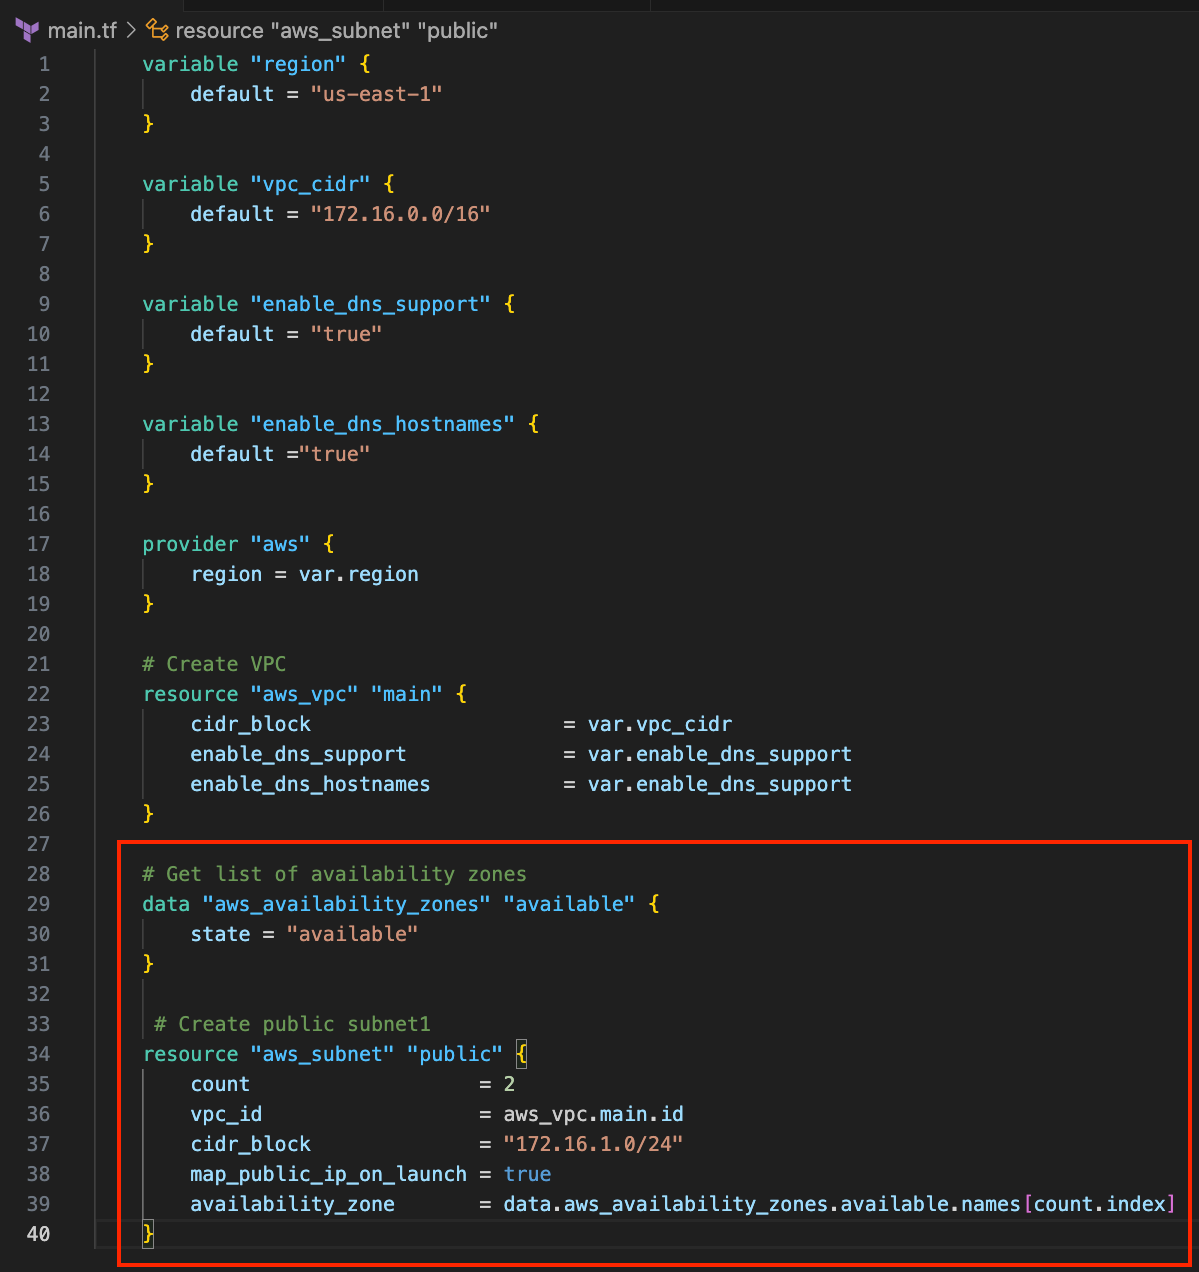 main.tf > resource "aws_subnet" "public"
1 variable "region" {
2 default = "us-east-1"
3 }
4
5 variable "vpc_cidr" {
6 default = "172.16.0.0/16"
7 }
8
9 variable "enable_dns_support" {
10 default = "true"
11 }
12
13 variable "enable_dns_hostnames" {
14 default ="true"
15 }
16
17 provider "aws" {
18 region = var.region
19 }
20
21 # Create VPC
22 resource "aws_vpc" "main" {
23 cidr_block = var.vpc_cidr
24 enable_dns_support = var.enable_dns_support
25 enable_dns_hostnames = var.enable_dns_support
26 }
27
28 # Get list of availability zones
29 data "aws_availability_zones" "available" {
30 state = "available"
31 }
32
33 # Create public subnet1
34 resource "aws_subnet" "public" {
35 count = 2
36 vpc_id = aws_vpc.main.id
37 cidr_block = "172.16.1.0/24"
38 map_public_ip_on_launch = true
39 availability_zone = data.aws_availability_zones.available.names[count.index]
40 }